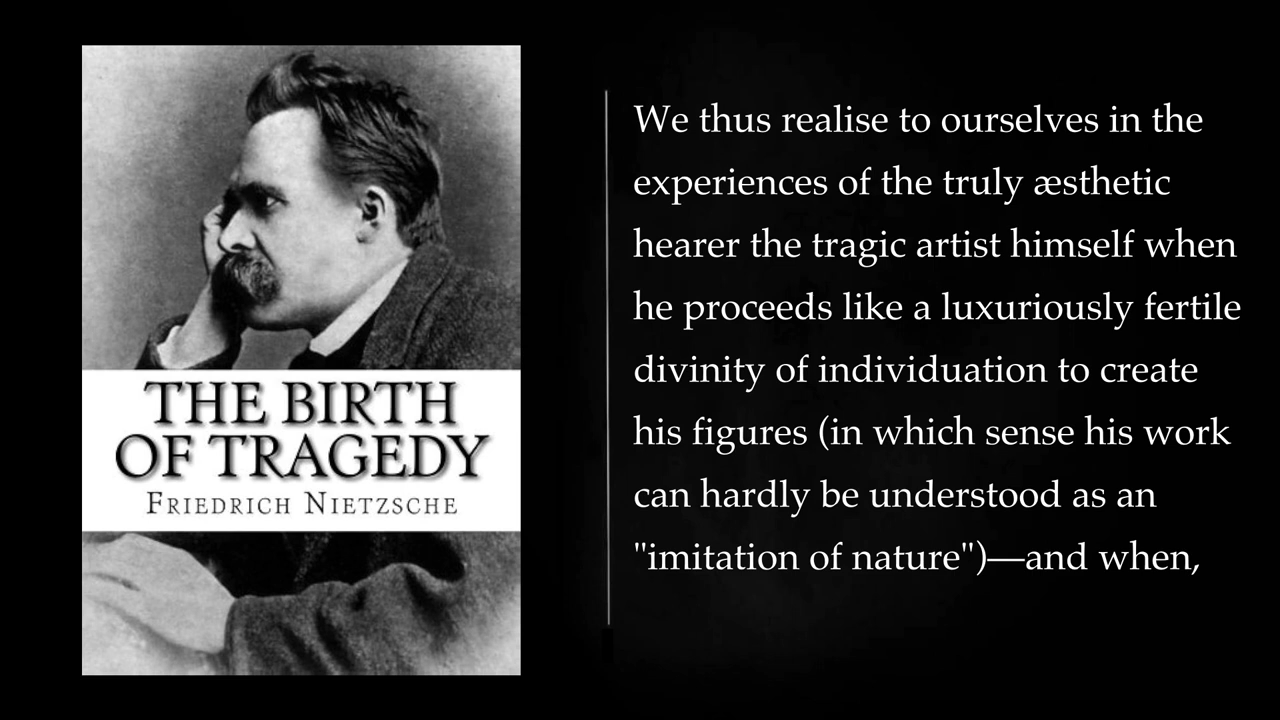 THE BIRTH
OF TRAGEDY
FRIEDRICH NIETZSCHE
We thus realise to ourselves in the
experiences of the truly æsthetic
hearer the tragic artist himself when
he proceeds like a luxuriously fertile
divinity of individuation to create
his figures (in which sense his work
can hardly be understood as an
"imitation of nature")—and when,